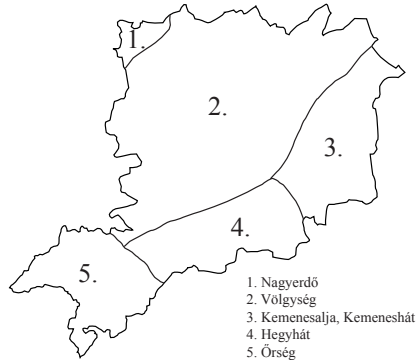 1.
2.
3.
4.
5.
1. Nagyerdő
2. Völgység
3. Kemenesalja, Kemeneshát
4. Hegyhát
5. Őrség